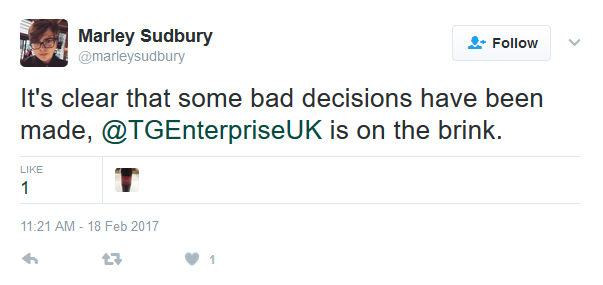 Marley Sudbury
@marleysudbury
Follow
It's clear that some bad decisions have been
made, @TGEnterpriseUK is on the brink.
LIKE
1
11:21 AM - 18 Feb 2017
1